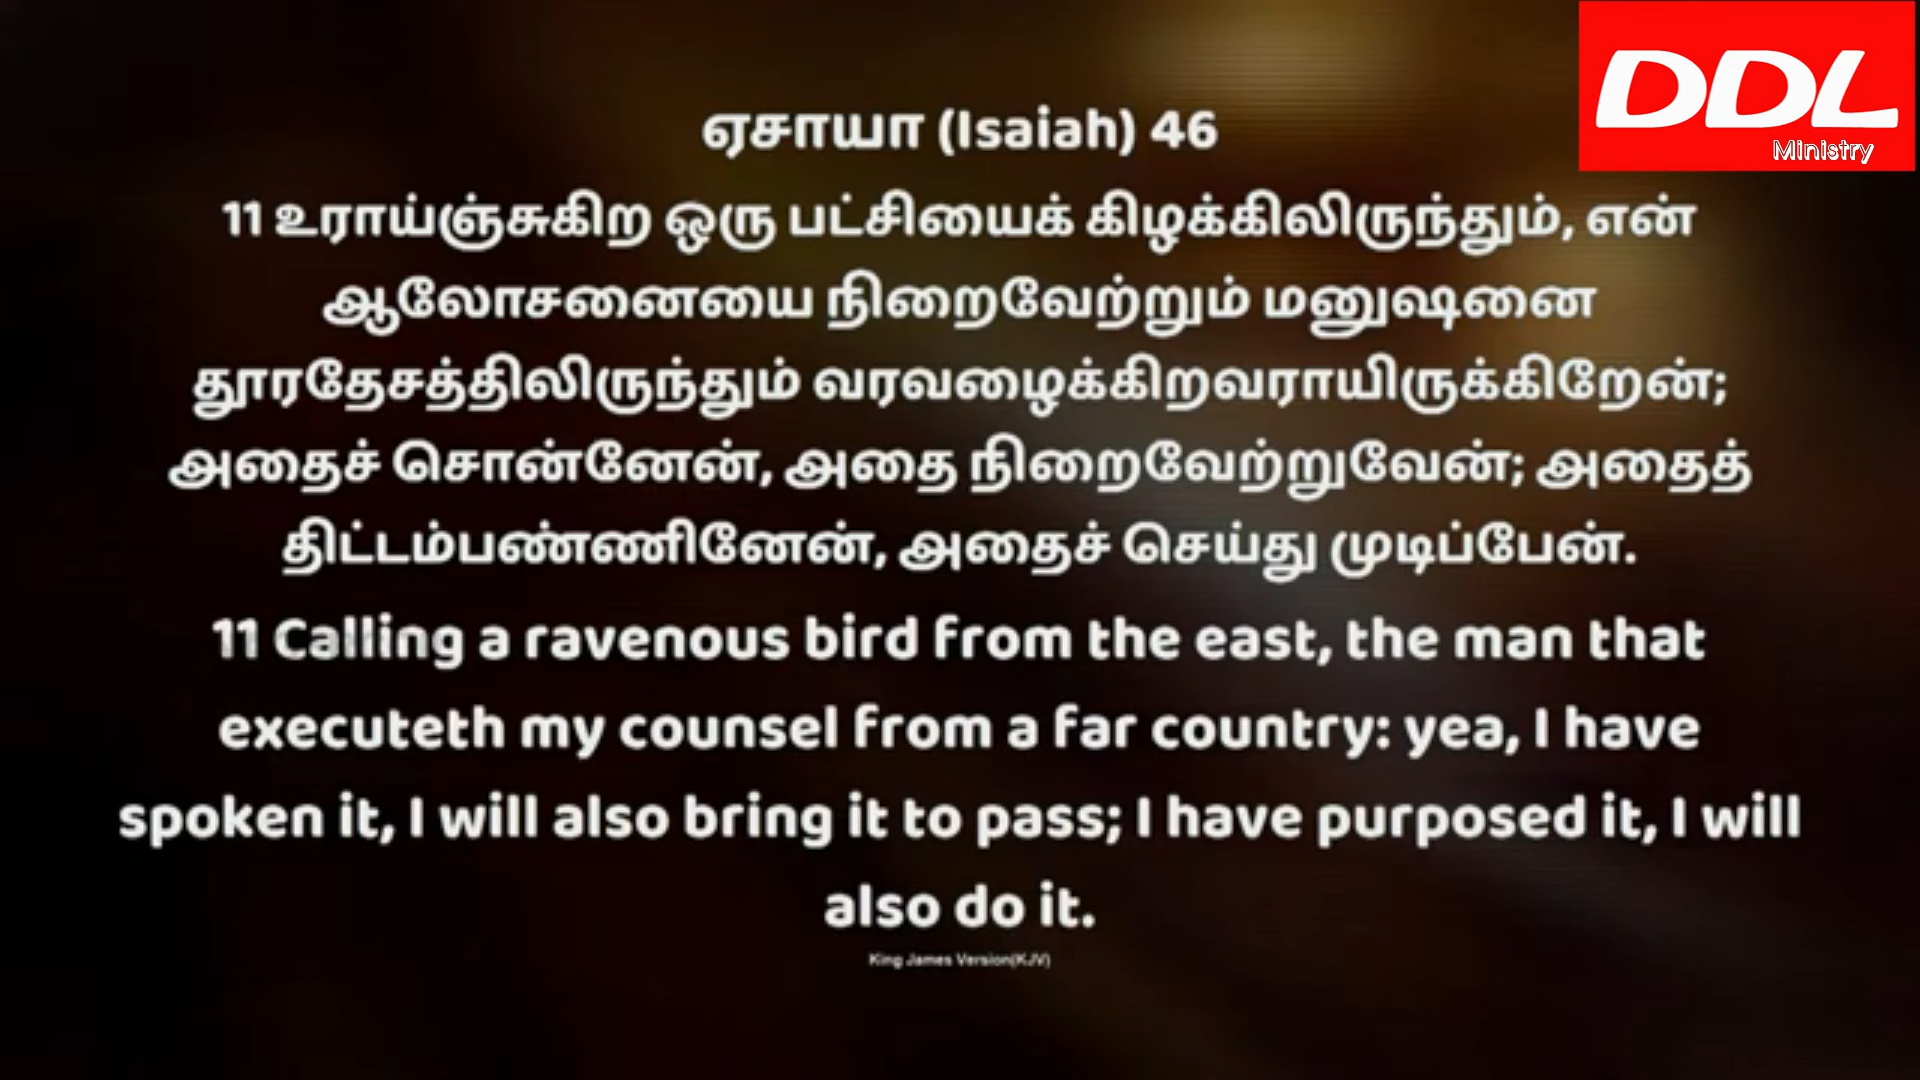 DDL
Ministry
ஏசாயா (Isaiah) 46
11 உராய்ஞ்சுகிற ஒரு பட்சியைக் கிழக்கிலிருந்தும், என்
ஆலோசனையை நிறைவேற்றும் மனுஷனை
தூரதேசத்திலிருந்தும் வரவழைக்கிறவராயிருக்கிறேன்;
அதைச் சொன்னேன், அதை நிறைவேற்றுவேன்; அதைத்
திட்டம்பண்ணினேன், அதைச் செய்து முடிப்பேன்.
11 Calling a ravenous bird from the east, the man that
executeth my counsel from a far country: yea, I have
spoken it, I will also bring it to pass; I have purposed it, I will
also do it.
King James Version(KJV)